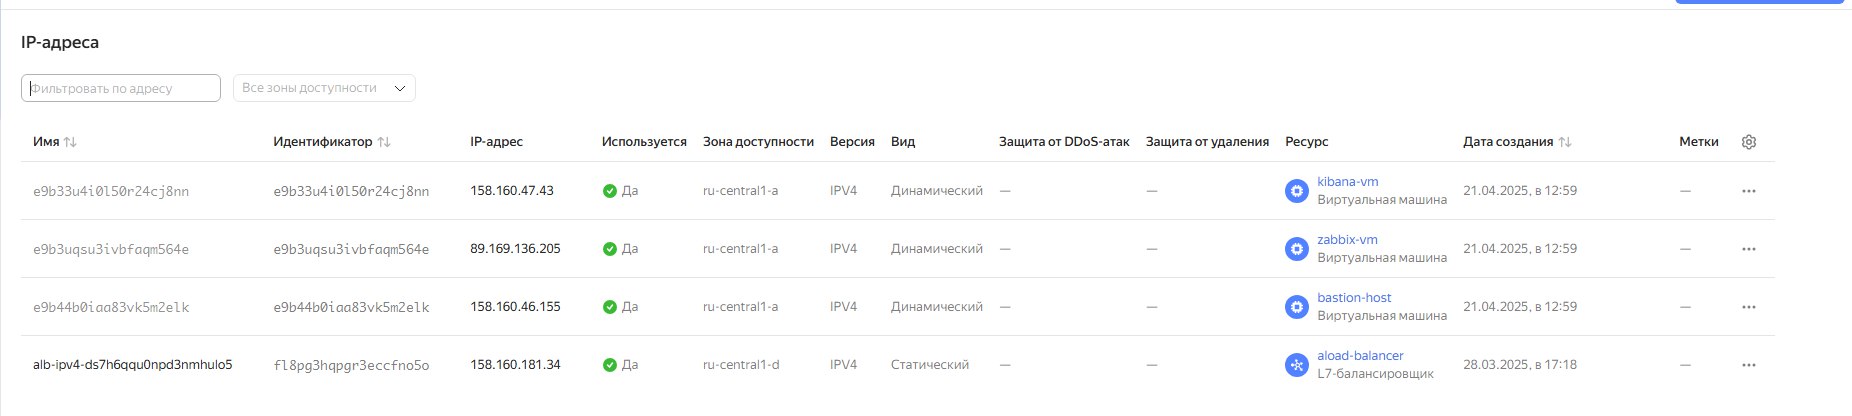 IP-адреса
Фильтровать по адресу Все зоны доступности
Имя Идентификатор IP-адрес Используется Зона доступности Версия Вид Защита от DDoS-атак Защита от удаления Ресурс Дата создания Метки
e9b33u4i0l50r24cj8nn e9b33u4i0l50r24cj8nn 158.160.47.43 Да ru-central1-a IPV4 Динамический — — kibana-vm 21.04.2025, в 12:59 —
Виртуальная машина
e9b3uqsu3ivbfaqm564e e9b3uqsu3ivbfaqm564e 89.169.136.205 Да ru-central1-a IPV4 Динамический — — zabbix-vm 21.04.2025, в 12:59 —
Виртуальная машина
e9b44b0iaa83vk5m2elk e9b44b0iaa83vk5m2elk 158.160.46.155 Да ru-central1-a IPV4 Динамический — — bastion-host 21.04.2025, в 12:59 —
Виртуальная машина
alb-ipv4-ds7h6qqu0npd3nmhulo5 fl8pg3hqpgr3eccfno5o 158.160.181.34 Да ru-central1-d IPV4 Статический — — aload-balancer 28.03.2025, в 17:18 —
L7-балансировщик